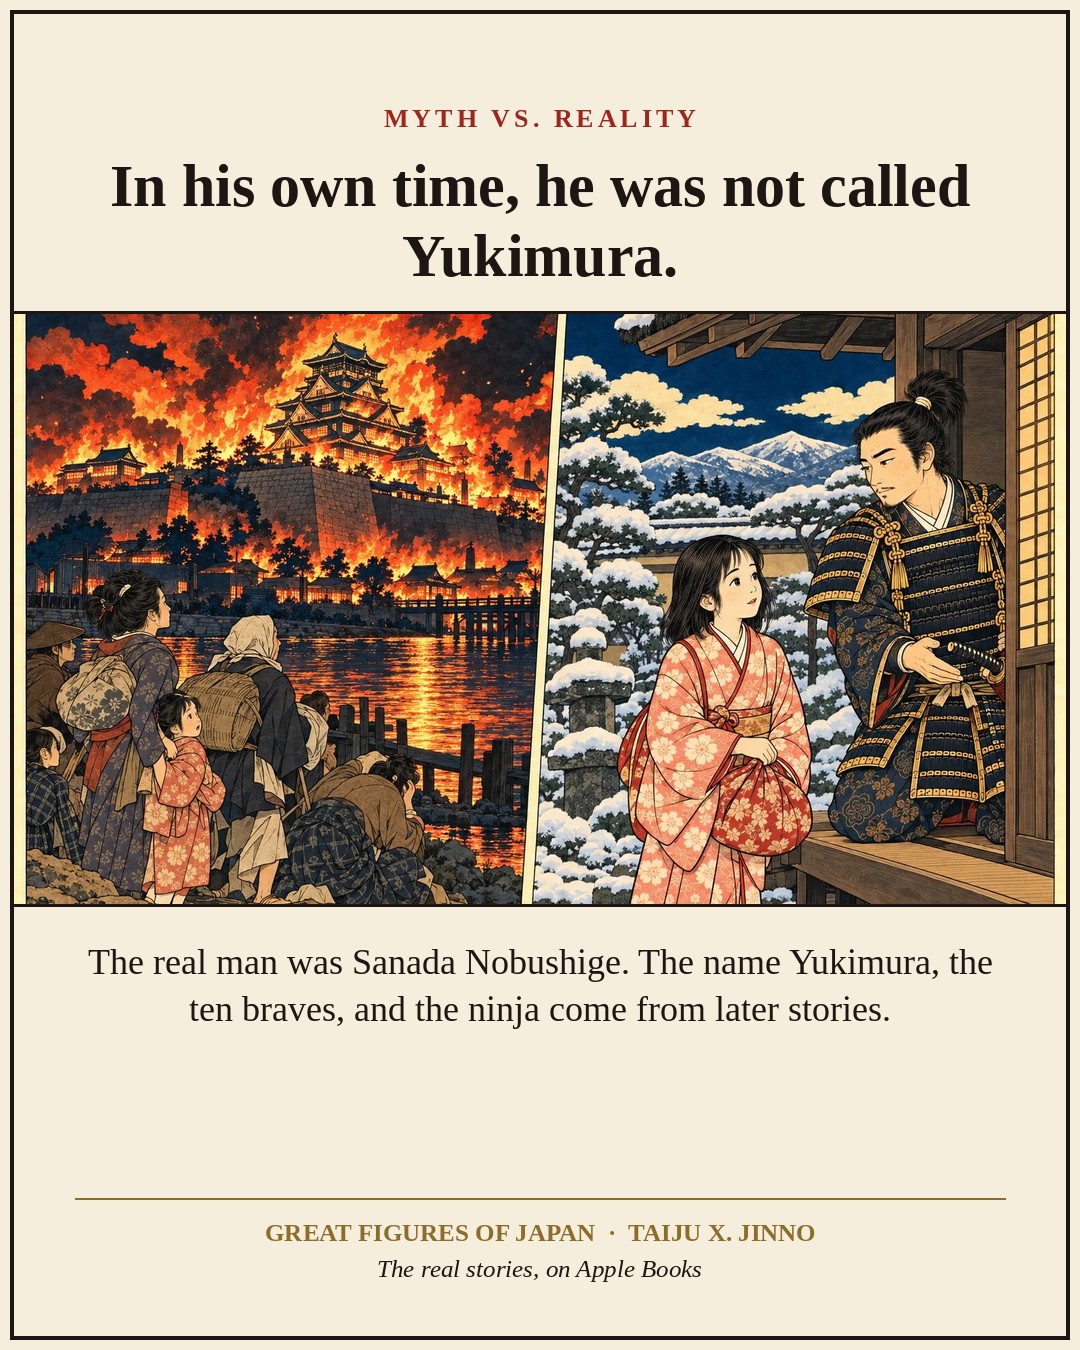 MYTH VS. REALITY
In his own time, he was not called
Yukimura.
The real man was Sanada Nobushige. The name Yukimura, the
ten braves, and the ninja come from later stories.
GREAT FIGURES OF JAPAN · TAIJU X. JINNO
The real stories, on Apple Books